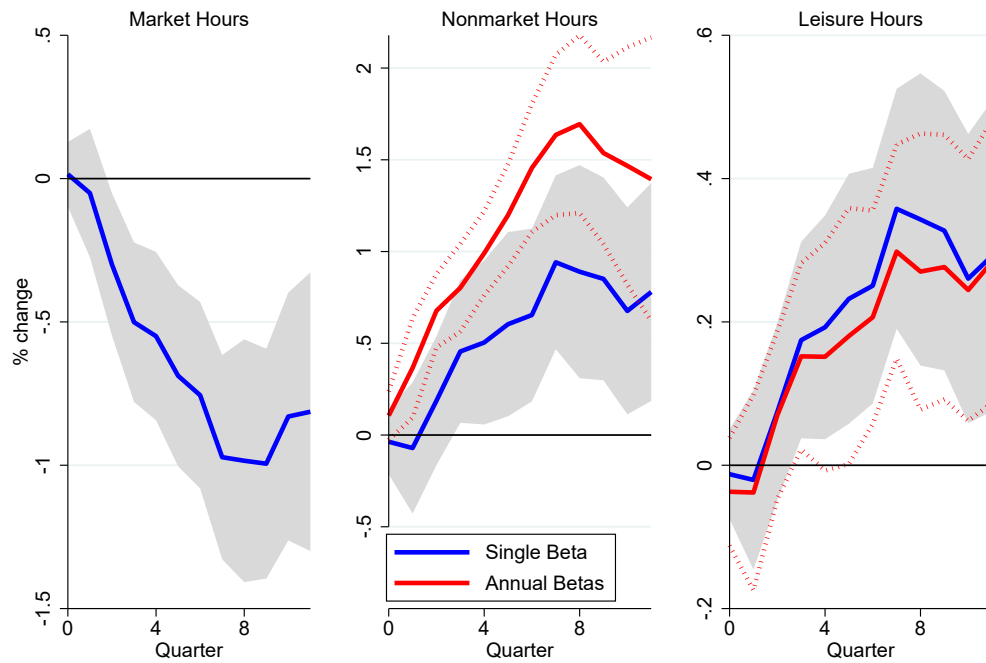 Market Hours
Nonmarket Hours
Leisure Hours
% change
.5
0
-.5
-1
-1.5
0
4
8
Quarter
2
1.5
1
.5
0
-.5
0
4
8
Quarter
Single Beta
Annual Betas
.6
.4
.2
0
-.2
0
4
8
Quarter